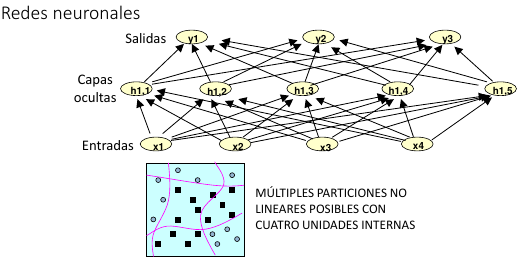 Redes neuronales
Salidas
y1 y2 y3
Capas
ocultas
h1,1 h1,2 h1,3 h1,4 h1,5
Entradas
x1 x2 x3 x4
MÚLTIPLES PARTICIONES NO
LINEARES POSIBLES CON
CUATRO UNIDADES INTERNAS